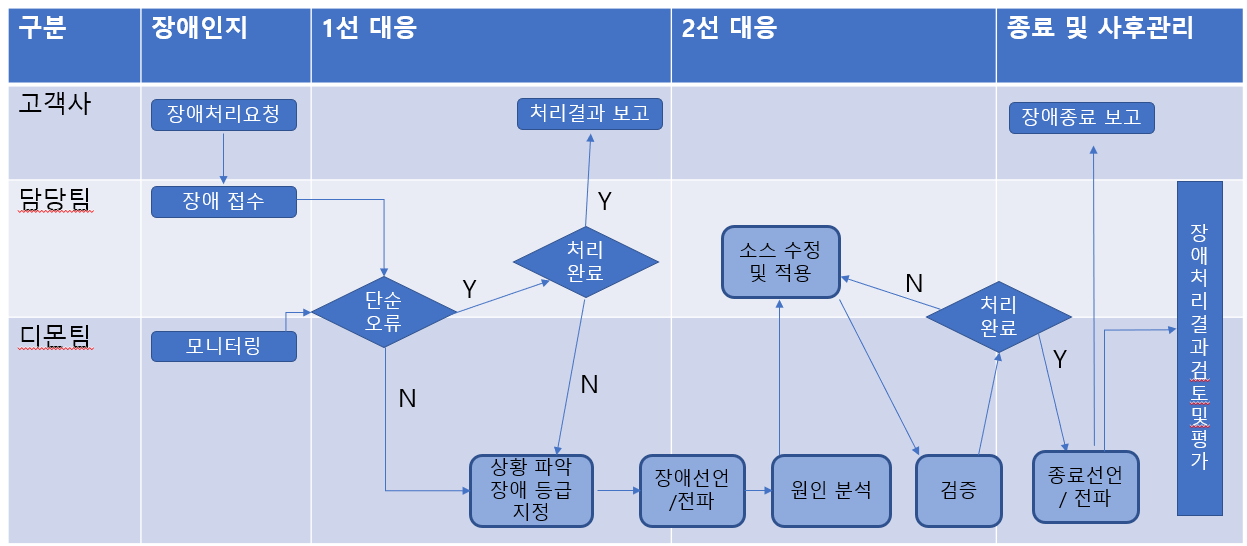 구분
장애인지
1선 대응
2선 대응
종료 및 사후관리
고객사
장애처리요청
처리결과 보고
장애종료 보고
담당팀
장애 접수
Y
처리
완료
소스 수정
및 적용
N
처리
완료
단순
오류
Y
디몬팀
모니터링
N
N
Y
상황 파악
장애 등급
지정
장애선언
/전파
원인 분석
검증
종료선언
/ 전파
장애처리결과검토및평가